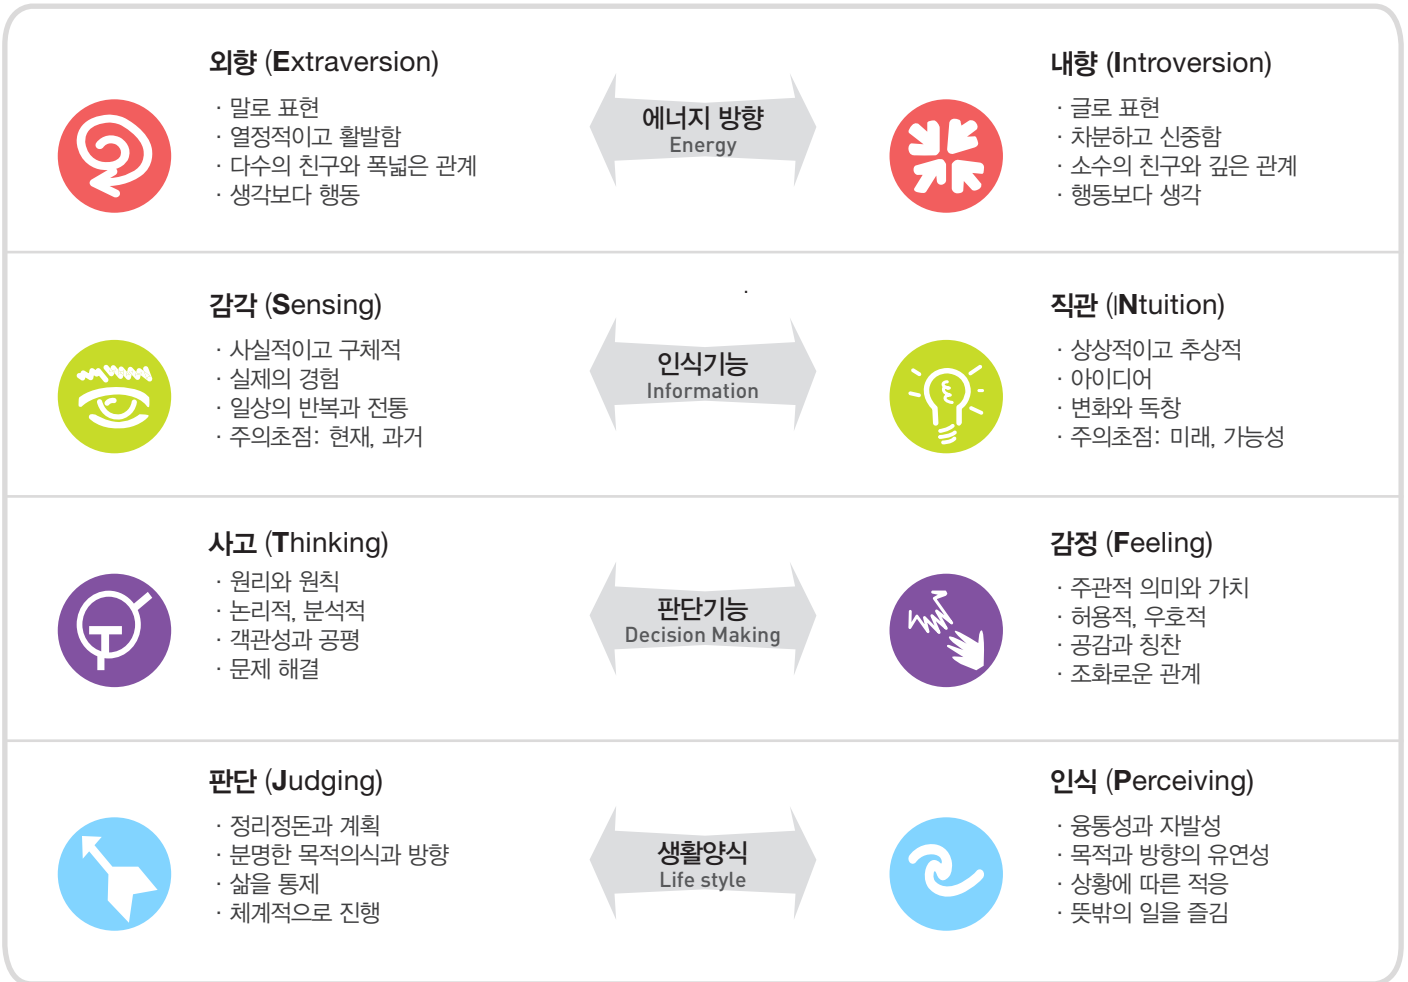 외향 (Extraversion)
· 말로 표현
· 열정적이고 활발함
· 다수의 친구와 폭넓은 관계
· 생각보다 행동
에너지 방향
Energy
내향 (Introversion)
· 글로 표현
· 차분하고 신중함
· 소수의 친구와 깊은 관계
· 행동보다 생각
감각 (Sensing)
· 사실적이고 구체적
· 실제의 경험
· 일상의 반복과 전통
· 주의초점: 현재, 과거
인식기능
Information
직관 (iNtuition)
· 상상적이고 추상적
· 아이디어
· 변화와 독창
· 주의초점: 미래, 가능성
사고 (Thinking)
· 원리와 원칙
· 논리적, 분석적
· 객관성과 공평
· 문제 해결
판단기능
Decision Making
감정 (Feeling)
· 주관적 의미와 가치
· 허용적, 우호적
· 공감과 칭찬
· 조화로운 관계
판단 (Judging)
· 정리정돈과 계획
· 분명한 목적의식과 방향
· 삶을 통제
· 체계적으로 진행
생활양식
Life style
인식 (Perceiving)
· 융통성과 자발성
· 목적과 방향의 유연성
· 상황에 따른 적응
· 뜻밖의 일을 즐김